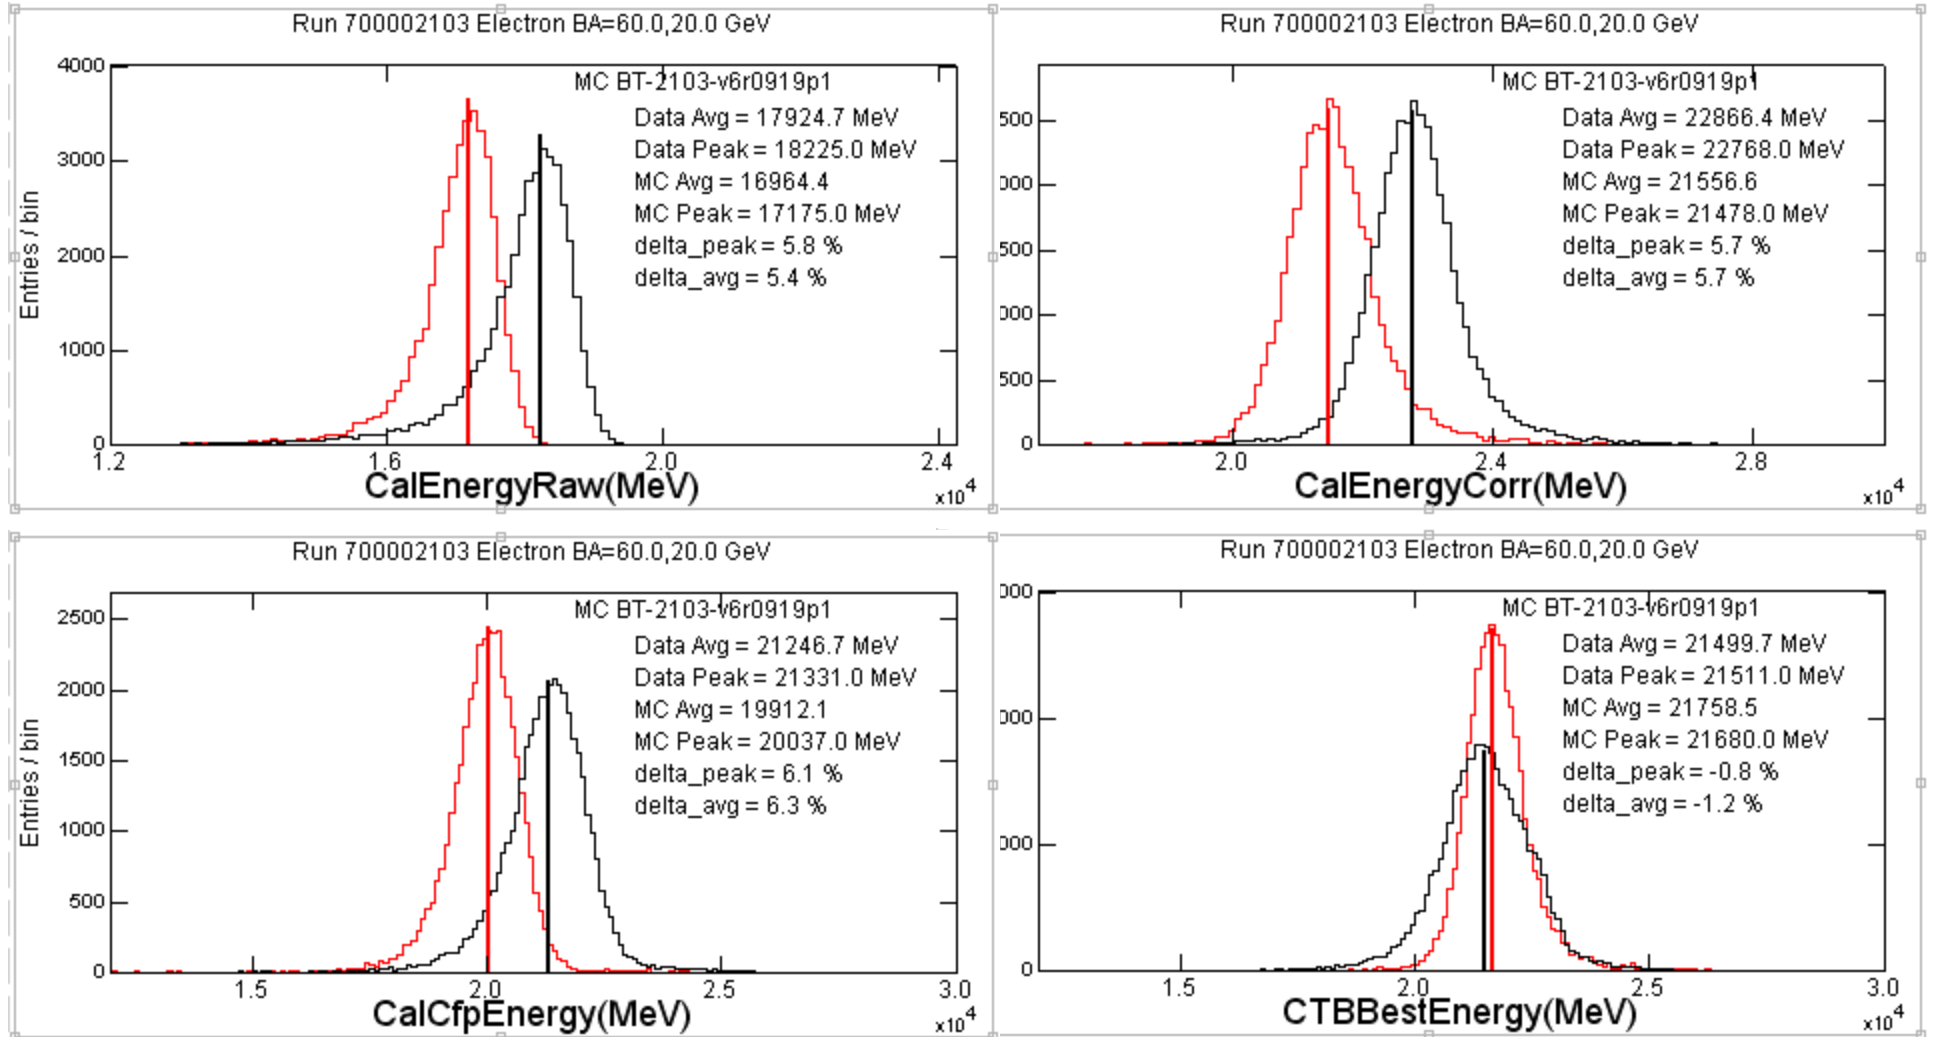 Run 700002103 Electron BA=60.0,20.0 GeV
MC BT-2103-v6r0919p1
Data Avg = 17924.7 MeV
Data Peak = 18225.0 MeV
MC Avg = 16964.4
MC Peak = 17175.0 MeV
delta_peak = 5.8 %
delta_avg = 5.4 %
Entries / bin
4000
3000
2000
1000
0
1.2 1.6 2.0 2.4
CalEnergyRaw(MeV)
x10^4
Run 700002103 Electron BA=60.0,20.0 GeV
MC BT-2103-v6r0919p1
Data Avg = 22866.4 MeV
Data Peak = 22768.0 MeV
MC Avg = 21556.6
MC Peak = 21478.0 MeV
delta_peak = 5.7 %
delta_avg = 5.7 %
500
000
500
000
500
0
2.0 2.4 2.8
CalEnergyCorr(MeV)
x10^4
Run 700002103 Electron BA=60.0,20.0 GeV
MC BT-2103-v6r0919p1
Data Avg = 21246.7 MeV
Data Peak = 21331.0 MeV
MC Avg = 19912.1
MC Peak = 20037.0 MeV
delta_peak = 6.1 %
delta_avg = 6.3 %
Entries / bin
2500
2000
1500
1000
500
0
1.5 2.0 2.5 3.0
CalCfpEnergy(MeV)
x10^4
Run 700002103 Electron BA=60.0,20.0 GeV
MC BT-2103-v6r0919p1
Data Avg = 21499.7 MeV
Data Peak = 21511.0 MeV
MC Avg = 21758.5
MC Peak = 21680.0 MeV
delta_peak = -0.8 %
delta_avg = -1.2 %
000
000
000
0
1.5 2.0 2.5 3.0
CTBBestEnergy(MeV)
x10^4